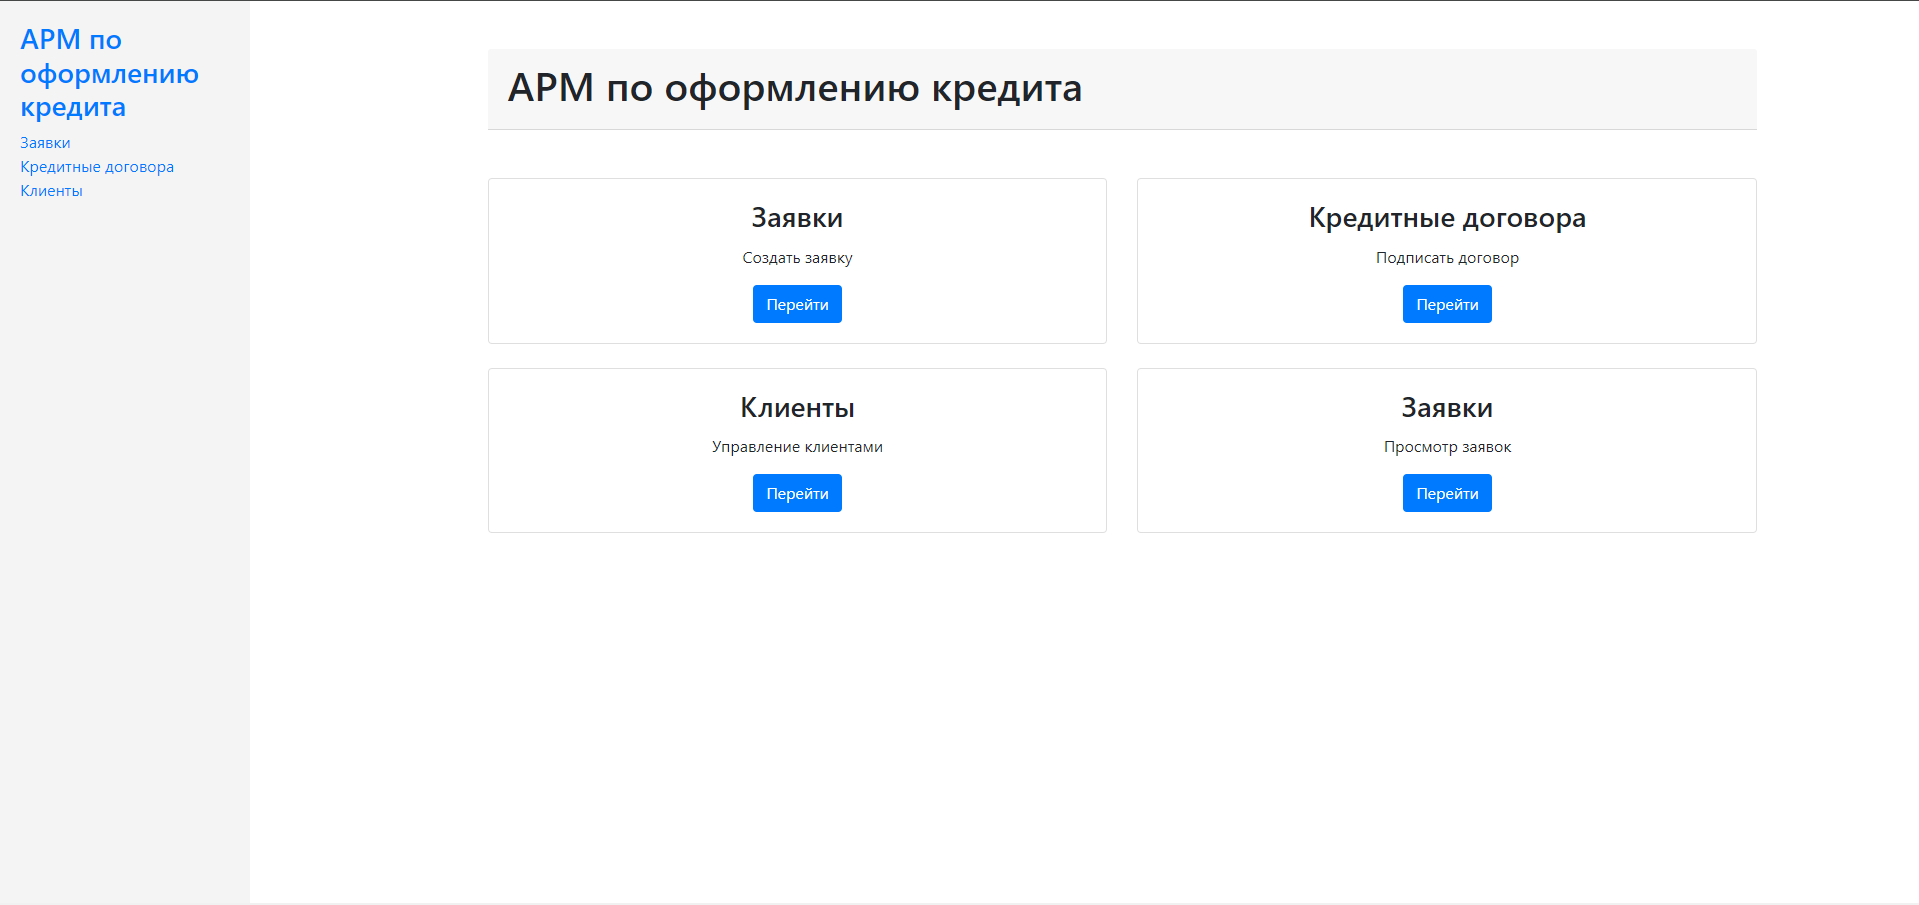 АРМ по
оформлению
кредита
Заявки
Кредитные договора
Клиенты
АРМ по оформлению кредита
Заявки
Создать заявку
Перейти
Кредитные договора
Подписать договор
Перейти
Клиенты
Управление клиентами
Перейти
Заявки
Просмотр заявок
Перейти